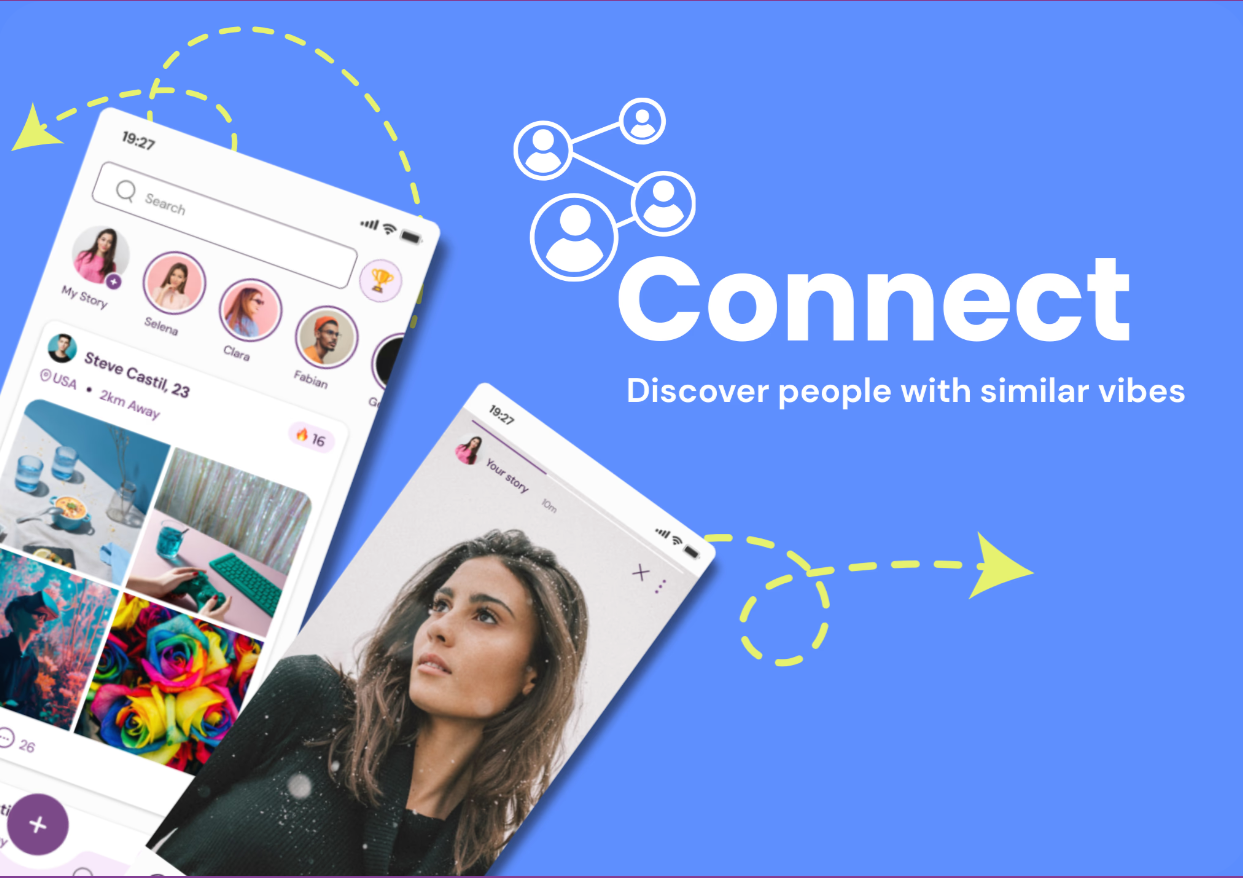 19:27
Search
My Story
Selena
Clara
Fabian
Steve Castil, 23
USA • 2km Away
16
26
Connect
Discover people with similar vibes
19:27
Your story 10m